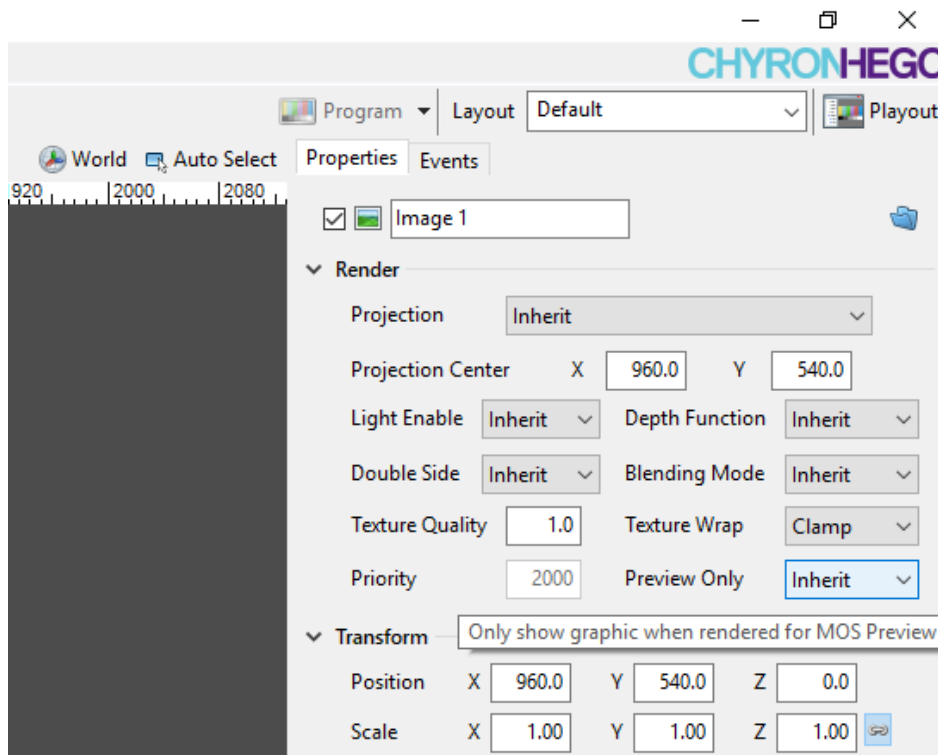 CHYRONHEGO
Program Layout Default Playout
World Auto Select Properties Events
920 2000 2080
Image 1
Render
Projection Inherit
Projection Center X 960.0 Y 540.0
Light Enable Inherit Depth Function Inherit
Double Side Inherit Blending Mode Inherit
Texture Quality 1.0 Texture Wrap Clamp
Priority 2000 Preview Only Inherit
Transform Only show graphic when rendered for MOS Preview
Position X 960.0 Y 540.0 Z 0.0
Scale X 1.00 Y 1.00 Z 1.00